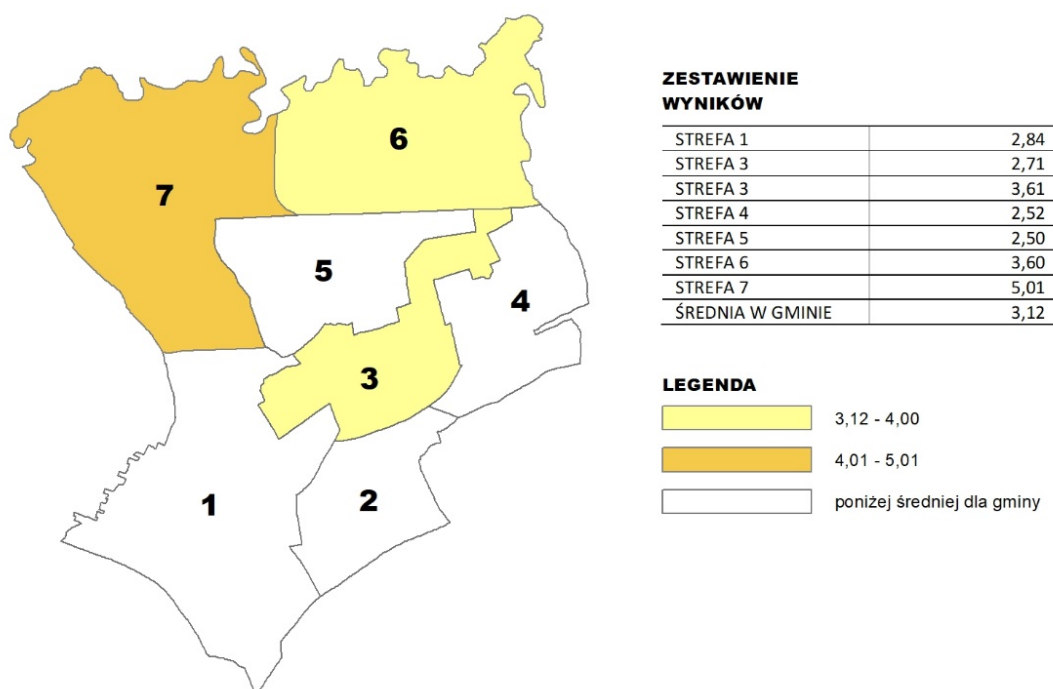 6
7
5
4
3
1
2
ZESTAWIENIE
WYNIKÓW
STREFA 1 2,84
STREFA 3 2,71
STREFA 3 3,61
STREFA 4 2,52
STREFA 5 2,50
STREFA 6 3,60
STREFA 7 5,01
ŚREDNIA W GMINIE 3,12
LEGENDA
3,12 - 4,00
4,01 - 5,01
poniżej średniej dla gminy